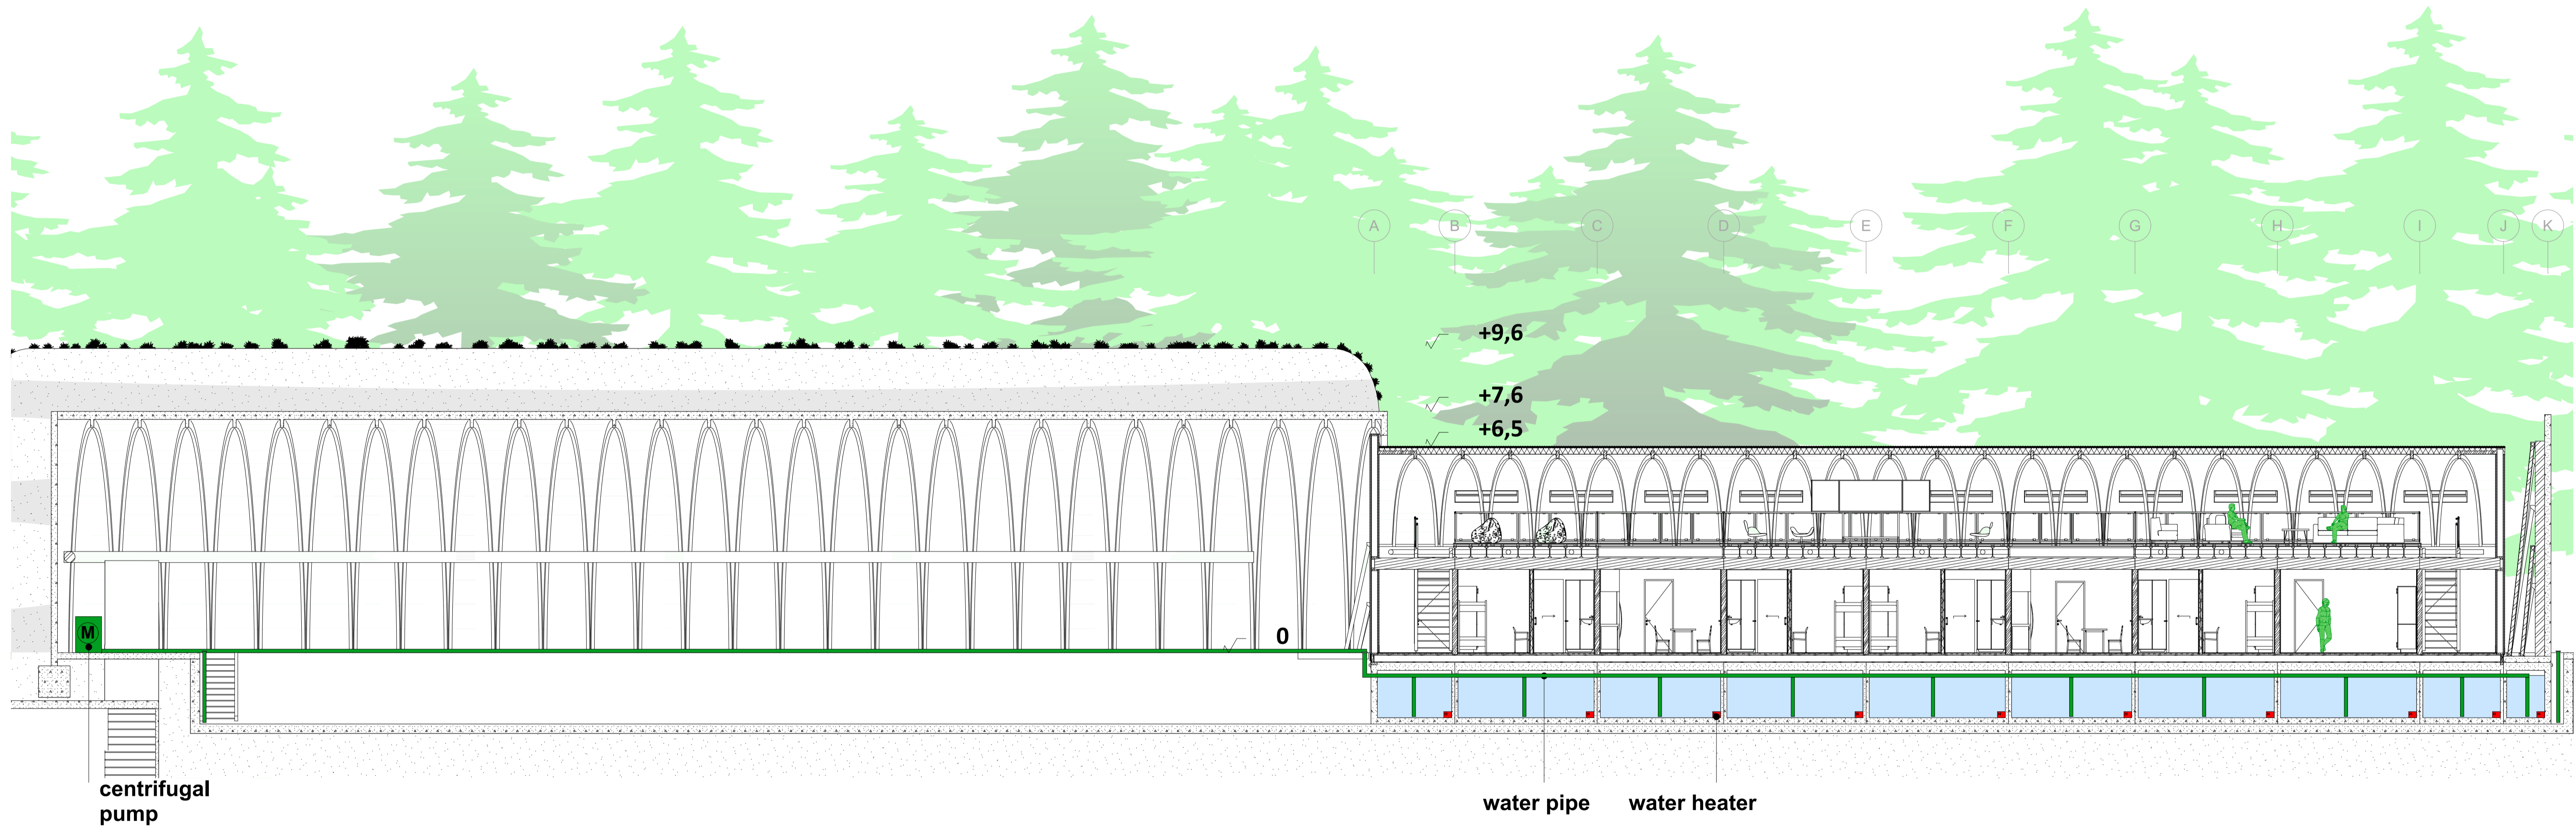 A B C D E F G H I J K
+9,6
+7,6
+6,5
0
M
centrifugal
pump
water pipe
water heater